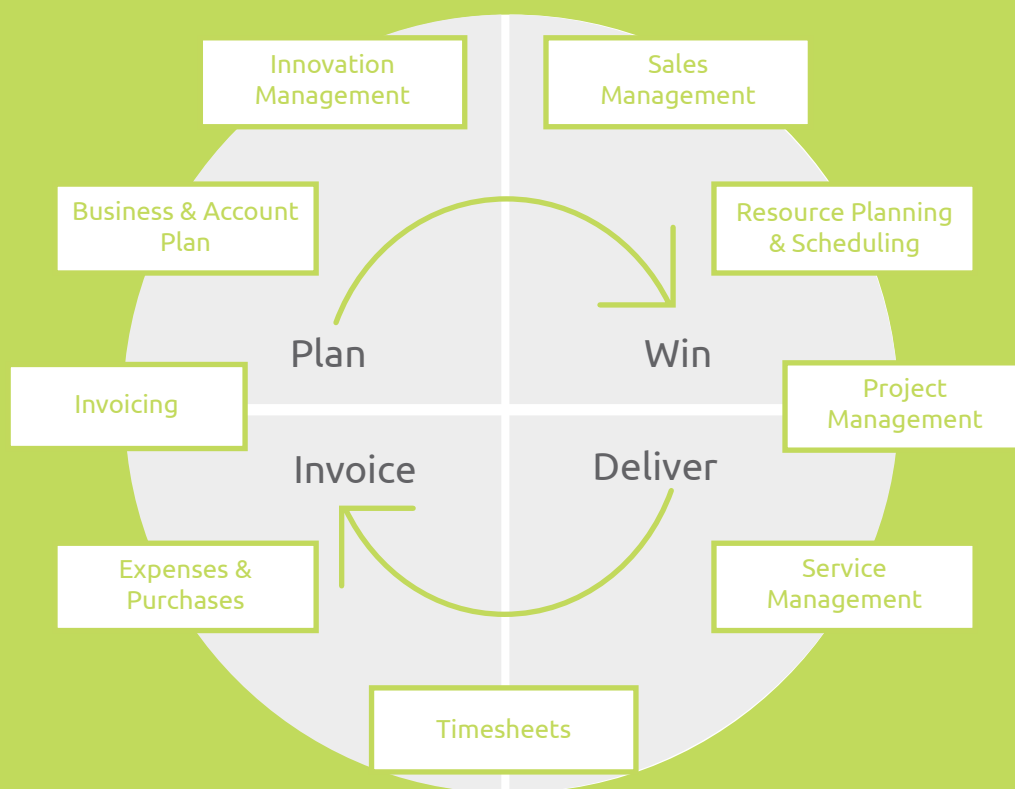 Innovation
Management
Sales
Management
Business & Account
Plan
Resource Planning
& Scheduling
Plan
Win
Invoicing
Project
Management
Invoice
Deliver
Expenses &
Purchases
Service
Management
Timesheets